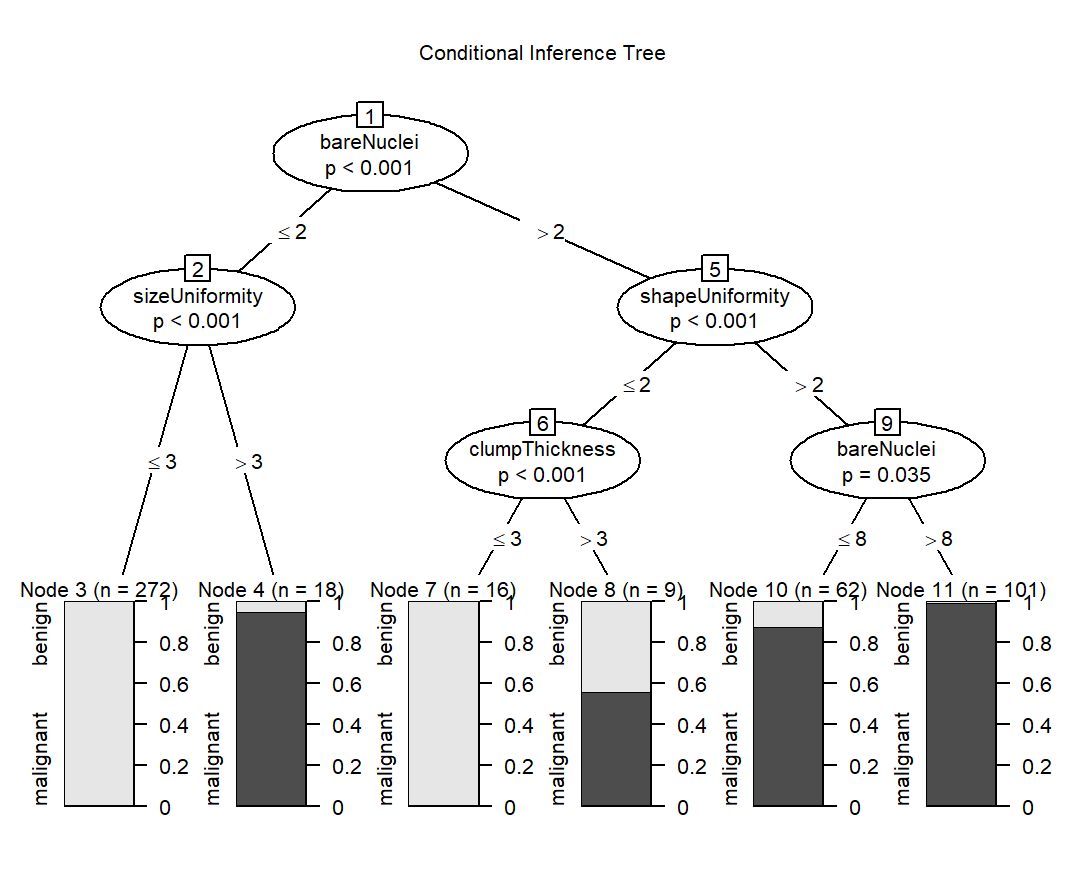 Conditional Inference Tree
1
bareNuclei
p < 0.001
≤ 2
> 2
2
sizeUniformity
p < 0.001
5
shapeUniformity
p < 0.001
≤ 2
> 2
6
clumpThickness
p < 0.001
9
bareNuclei
p = 0.035
≤ 3
> 3
≤ 3
> 3
≤ 8
> 8
Node 3 (n = 272)
malignant
benign
1
0.8
0.6
0.4
0.2
0
Node 4 (n = 18)
malignant
benign
1
0.8
0.6
0.4
0.2
0
Node 7 (n = 16)
malignant
benign
1
0.8
0.6
0.4
0.2
0
Node 8 (n = 9)
malignant
benign
1
0.8
0.6
0.4
0.2
0
Node 10 (n = 62)
malignant
benign
1
0.8
0.6
0.4
0.2
0
Node 11 (n = 101)
malignant
benign
1
0.8
0.6
0.4
0.2
0